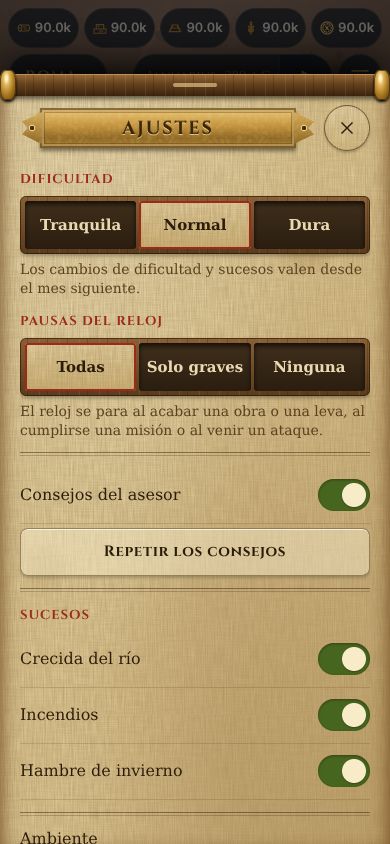 90.0k 90.0k 90.0k 90.0k 90.0k
AJUSTES
DIFICULTAD
Tranquila Normal Dura
Los cambios de dificultad y sucesos valen desde
el mes siguiente.
PAUSAS DEL RELOJ
Todas Solo graves Ninguna
El reloj se para al acabar una obra o una leva, al
cumplirse una misión o al venir un ataque.
Consejos del asesor
REPETIR LOS CONSEJOS
SUCESOS
Crecida del río
Incendios
Hambre de invierno
Ambiente